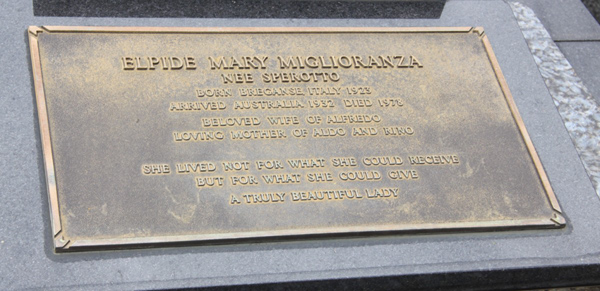 ELPIDE MARY MIGLIORANZA
NEE SPEROTTO
BORN BREGANSE, ITALY 1923
ARRIVED AUSTRALIA 1932 DIED 1978
BELOVED WIFE OF ALFREDO
LOVING MOTHER OF ALDO AND RINO
SHE LIVED NOT FOR WHAT SHE COULD RECEIVE
BUT FOR WHAT SHE COULD GIVE
A TRULY BEAUTIFUL LADY